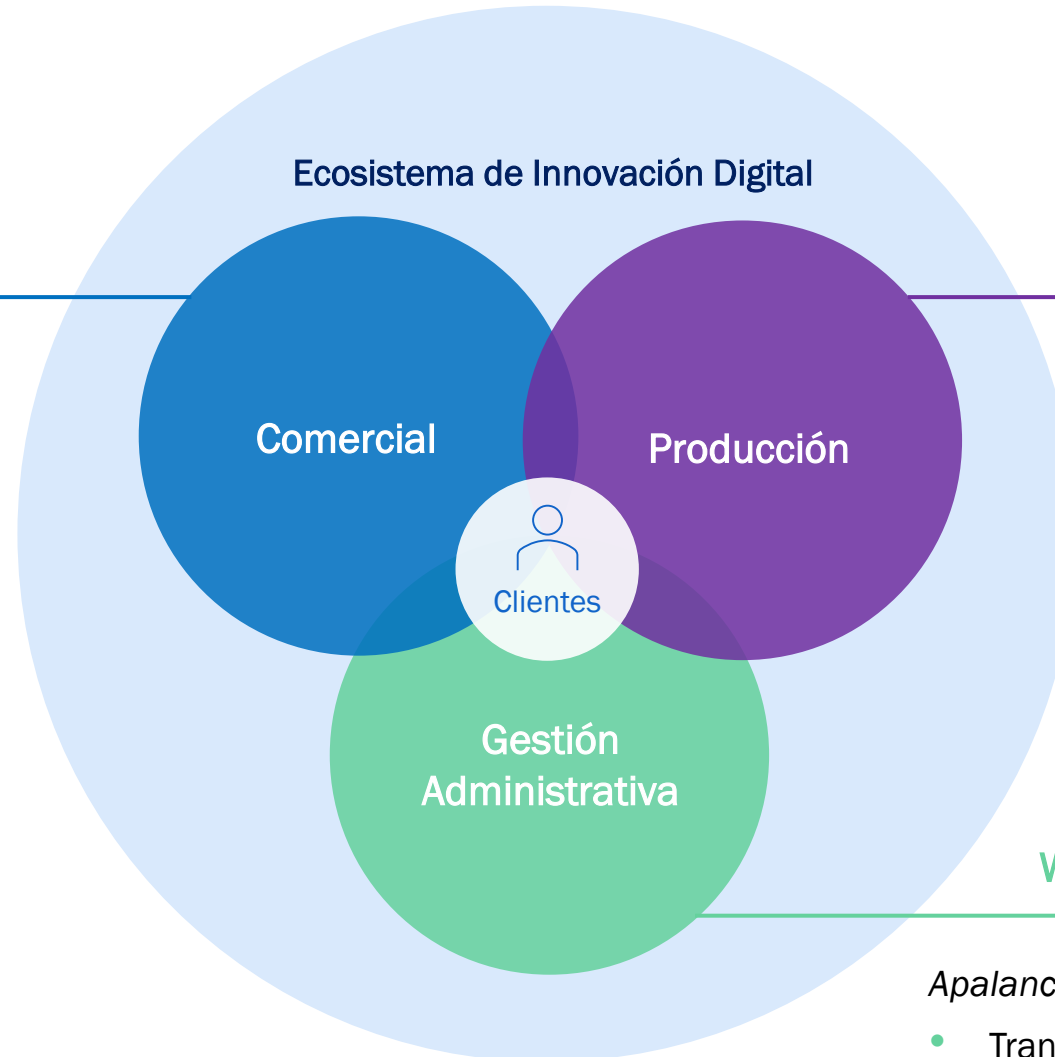 Ecosistema de Innovación Digital
Comercial
Producción
Clientes
Gestión
Administrativa